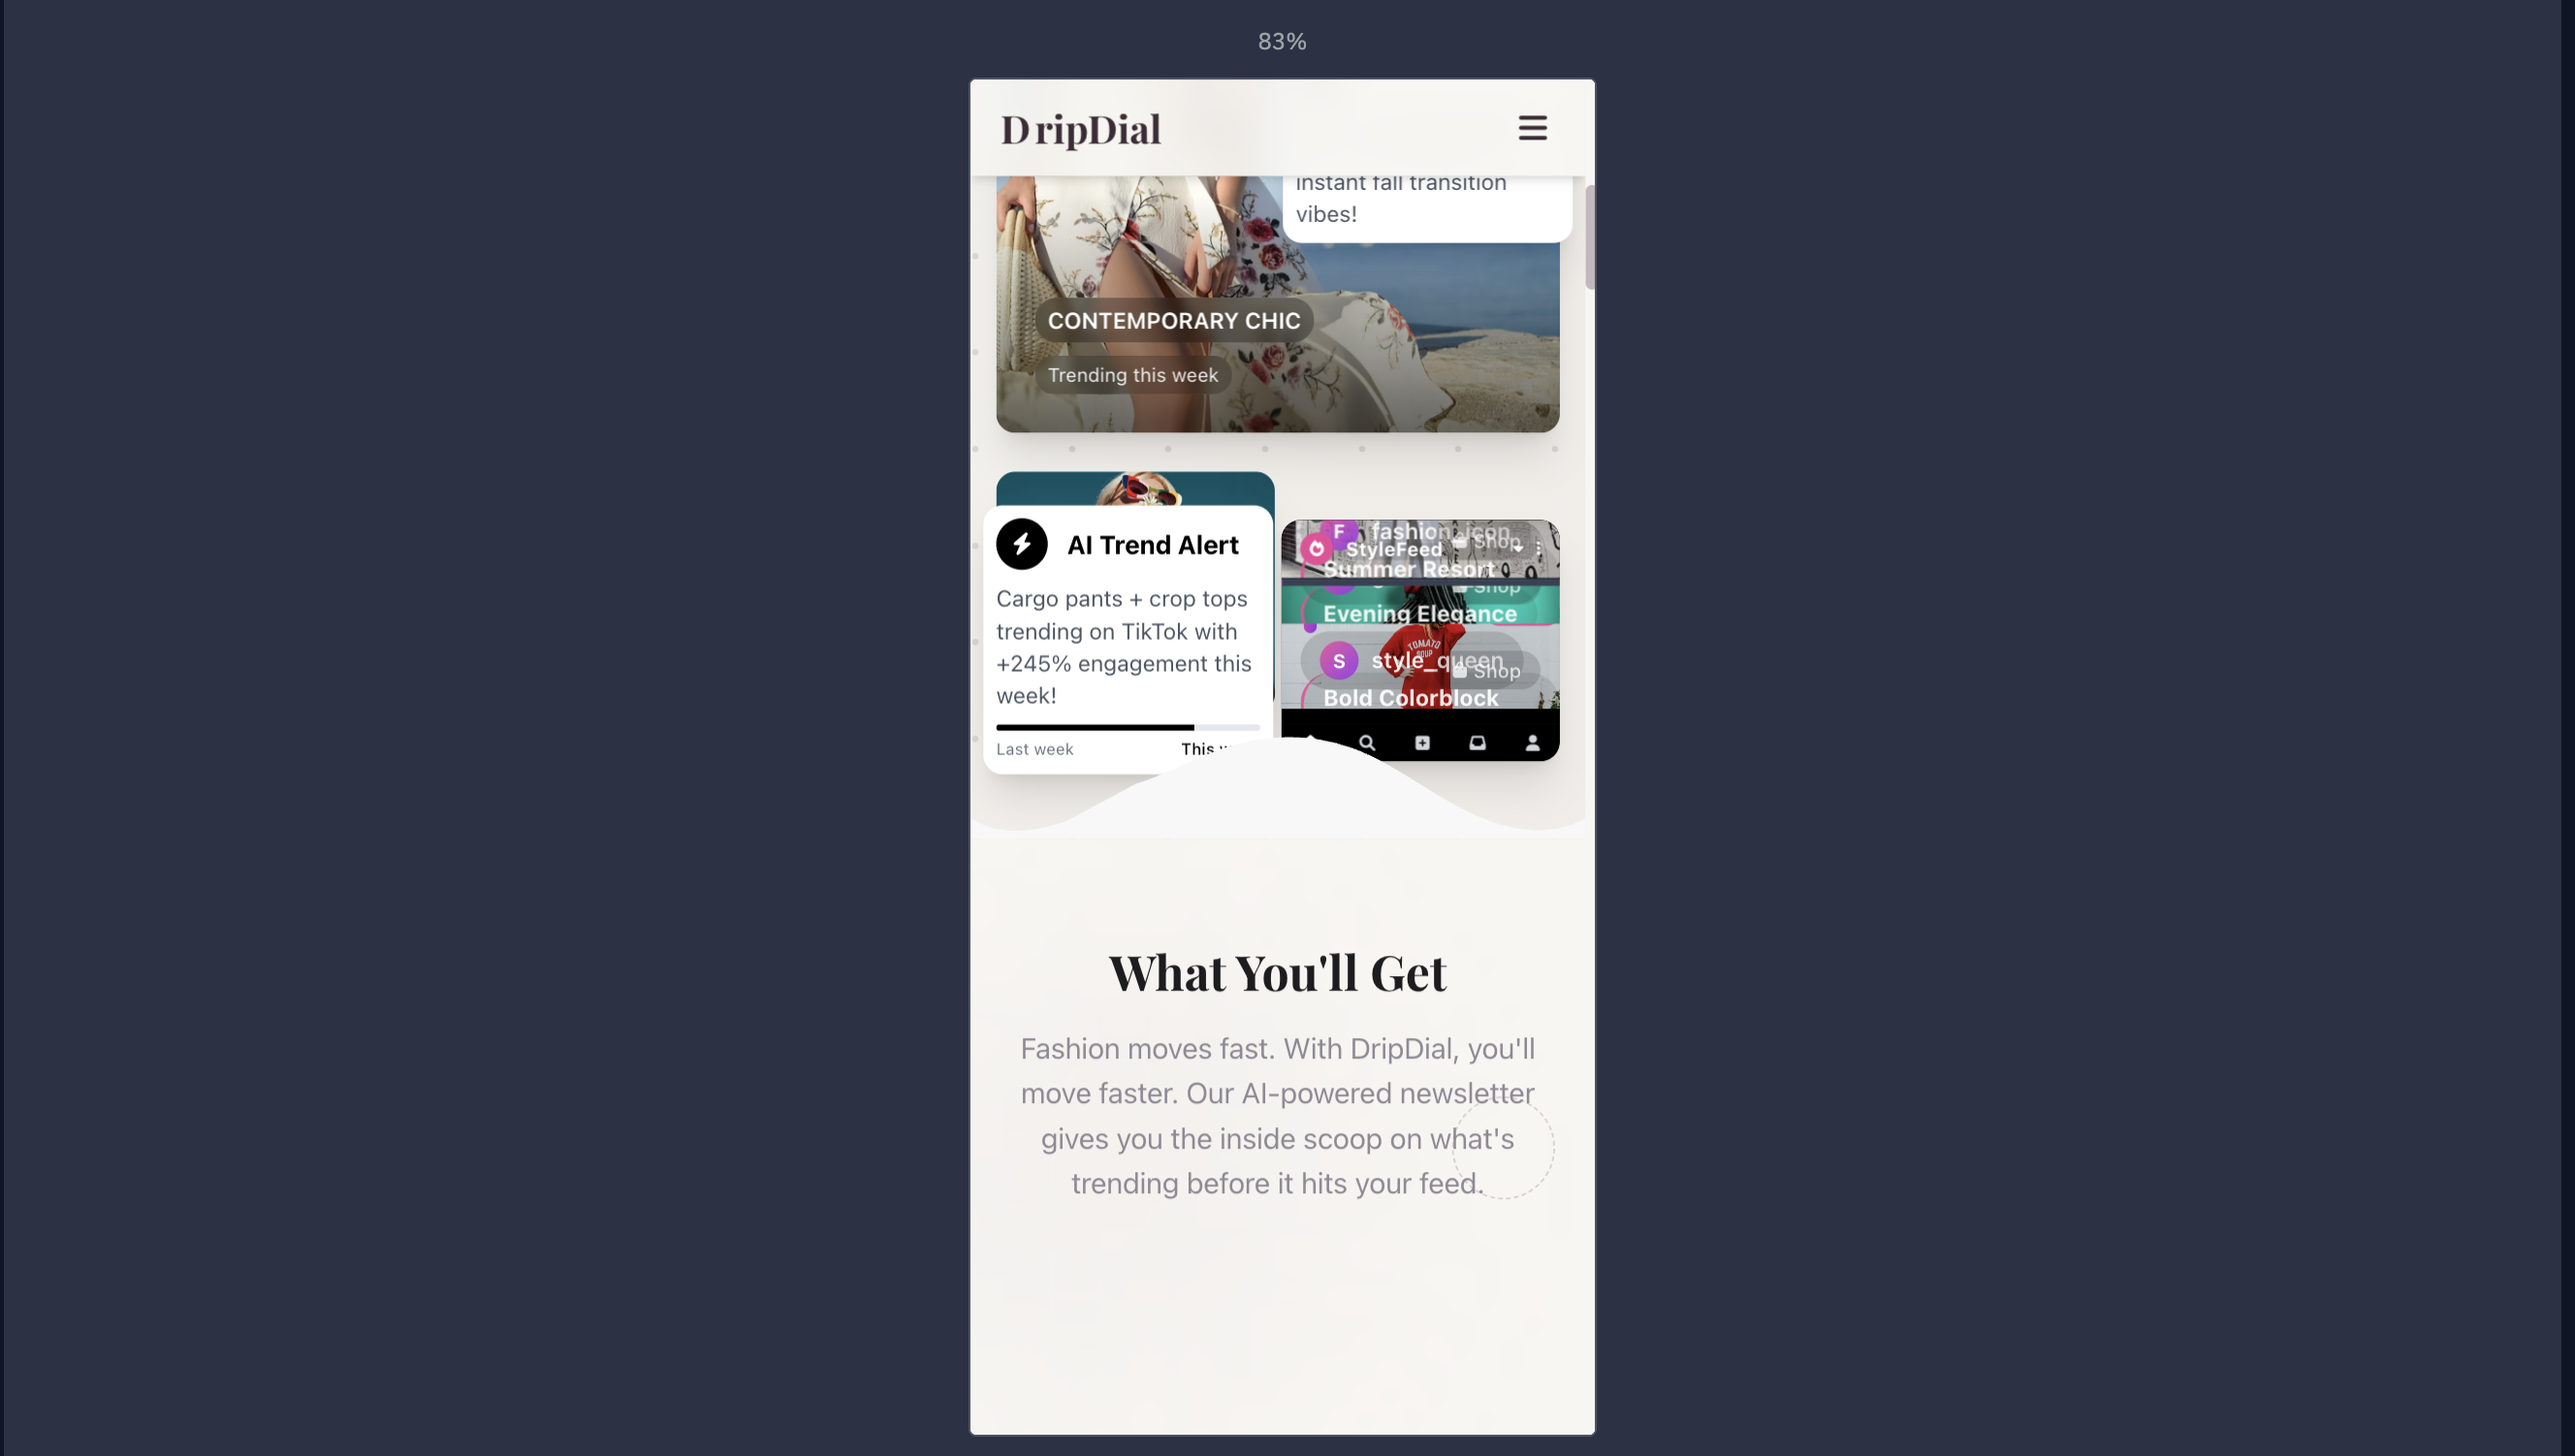 83%
DripDial
instant fall transition
vibes!
CONTEMPORARY CHIC
Trending this week
AI Trend Alert
Cargo pants + crop tops
trending on TikTok with
+245% engagement this
week!
Last week
This
F
fashion_icon
StyleFeed
Shop
Summer Resort
Shop
Evening Elegance
TOMATO
SOUP
S
style_queen
Shop
Bold Colorblock
What You'll Get
Fashion moves fast. With DripDial, you'll
move faster. Our AI-powered newsletter
gives you the inside scoop on what's
trending before it hits your feed.